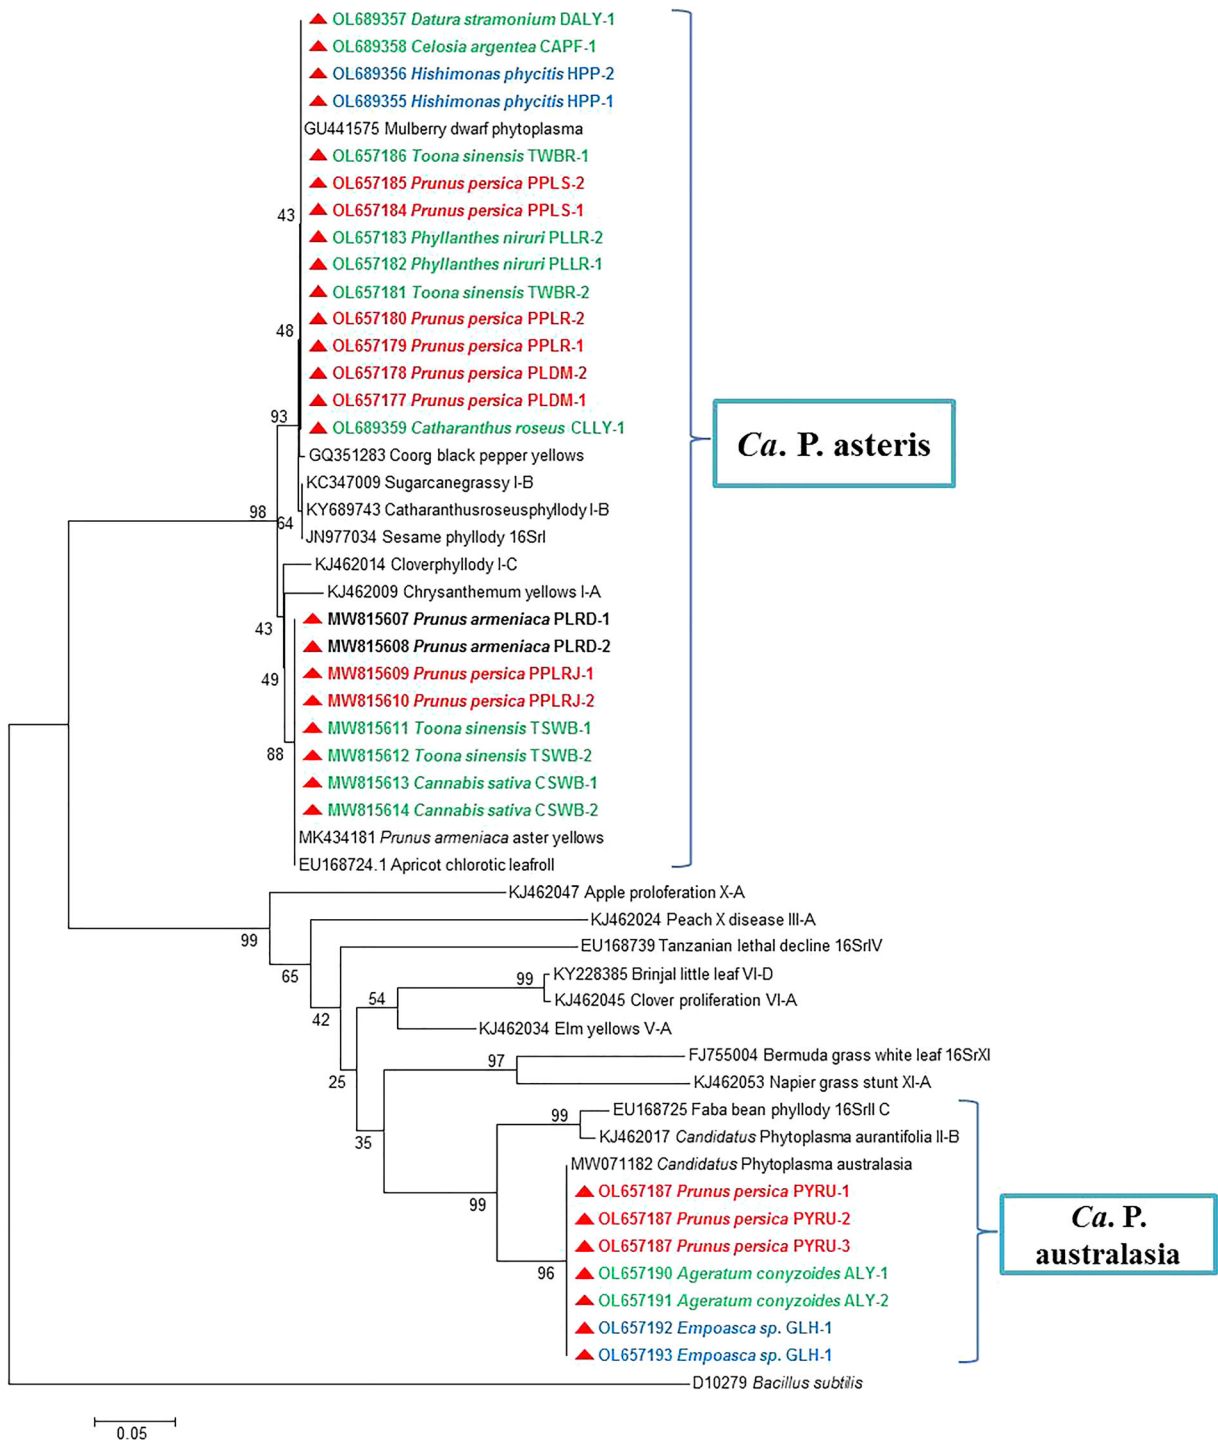 OL689357 Datura stramonium DALY-1
OL689358 Celosia argentea CAPF-1
OL689356 Hishimonas phycitis HPP-2
OL689355 Hishimonas phycitis HPP-1
GU441575 Mulberry dwarf phytoplasma
OL657186 Toona sinensis TWBR-1
OL657185 Prunus persica PPLS-2
OL657184 Prunus persica PPLS-1
43
OL657183 Phyllanthes niruri PLLR-2
OL657182 Phyllanthes niruri PLLR-1
OL657181 Toona sinensis TWBR-2
OL657180 Prunus persica PPLR-2
48
OL657179 Prunus persica PPLR-1
OL657178 Prunus persica PLDM-2
OL657177 Prunus persica PLDM-1
93
OL689359 Catharanthus roseus CLLY-1
Ca. P. asteris
GQ351283 Coorg black pepper yellows
KC347009 Sugarcanegrassy I-B
KY689743 Catharanthusroseusphyllody I-B
98
64
JN977034 Sesame phyllody 16SrI
KJ462014 Cloverphyllody I-C
KJ462009 Chrysanthemum yellows I-A
MW815607 Prunus armeniaca PLRD-1
43
MW815608 Prunus armeniaca PLRD-2
MW815609 Prunus persica PPLRJ-1
49
MW815610 Prunus persica PPLRJ-2
MW815611 Toona sinensis TSWB-1
MW815612 Toona sinensis TSWB-2
88
MW815613 Cannabis sativa CSWB-1
MW815614 Cannabis sativa CSWB-2
MK434181 Prunus armeniaca aster yellows
EU168724.1 Apricot chlorotic leafroll
KJ462047 Apple proloferation X-A
KJ462024 Peach X disease III-A
99
EU168739 Tanzanian lethal decline 16SrIV
65
KY228385 Brinjal little leaf VI-D
99
KJ462045 Clover proliferation VI-A
54
42
KJ462034 Elm yellows V-A
FJ755004 Bermuda grass white leaf 16SrXI
97
KJ462053 Napier grass stunt XI-A
25
EU168725 Faba bean phyllody 16SrII C
99
KJ462017 Candidatus Phytoplasma aurantifolia II-B
35
MW071182 Candidatus Phytoplasma australasia
OL657187 Prunus persica PYRU-1
99
OL657187 Prunus persica PYRU-2
OL657187 Prunus persica PYRU-3
Ca. P.
australasia
96
OL657190 Ageratum conyzoides ALY-1
OL657191 Ageratum conyzoides ALY-2
OL657192 Empoasca sp. GLH-1
OL657193 Empoasca sp. GLH-1
D10279 Bacillus subtilis
0.05